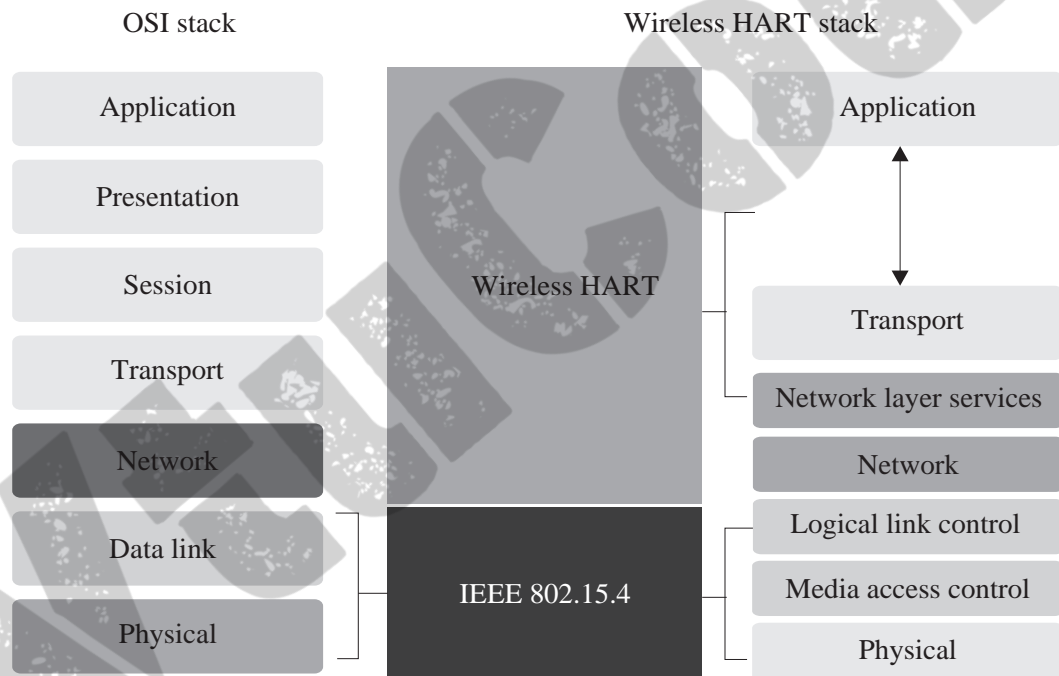 OSI stack
Wireless HART stack
Application
Presentation
Session
Transport
Network
Data link
Physical
Wireless HART
IEEE 802.15.4
Application
Transport
Network layer services
Network
Logical link control
Media access control
Physical